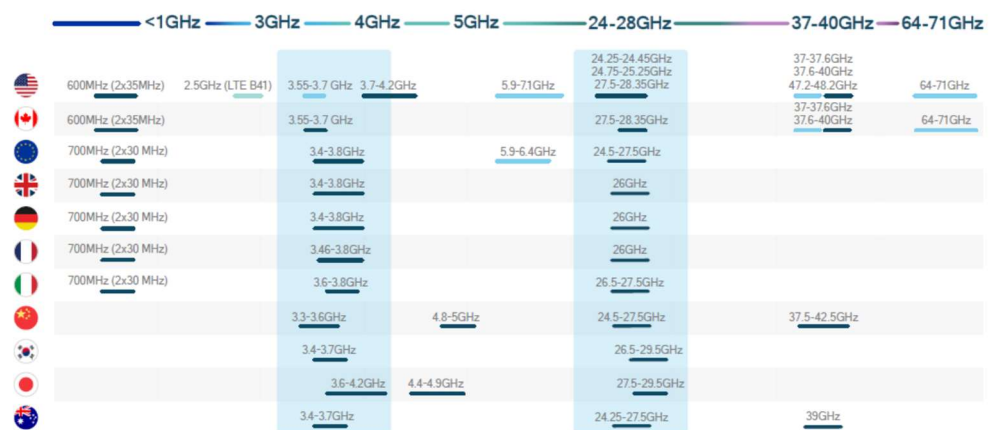 <1GHz 3GHz 4GHz 5GHz 24-28GHz 37-40GHz 64-71GHz
24.25-24.45GHz 37-37.6GHz
24.75-25.25GHz 37.6-40GHz
600MHz (2x35MHz) 2.5GHz (LTE B41) 3.55-3.7 GHz 3.7-4.2GHz 5.9-7.1GHz 27.5-28.35GHz 47.2-48.2GHz 64-71GHz
37-37.6GHz
600MHz (2x35MHz) 3.55-3.7 GHz 27.5-28.35GHz 37.6-40GHz 64-71GHz
700MHz (2x30 MHz) 3.4-3.8GHz 5.9-6.4GHz 24.5-27.5GHz
700MHz (2x30 MHz) 3.4-3.8GHz 26GHz
700MHz (2x30 MHz) 3.4-3.8GHz 26GHz
700MHz (2x30 MHz) 3.46-3.8GHz 26GHz
700MHz (2x30 MHz) 3.6-3.8GHz 26.5-27.5GHz
3.3-3.6GHz 4.8-5GHz 24.5-27.5GHz 37.5-42.5GHz
3.4-3.7GHz 26.5-29.5GHz
3.6-4.2GHz 4.4-4.9GHz 27.5-29.5GHz
3.4-3.7GHz 24.25-27.5GHz 39GHz